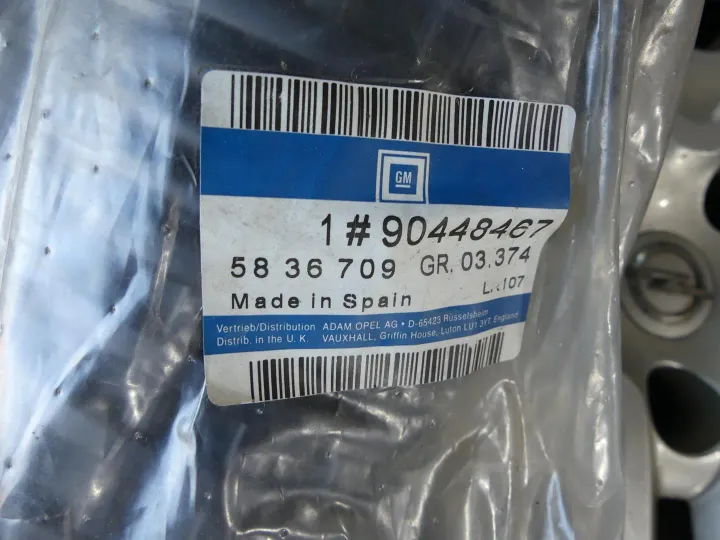 GM
1 # 90448467
58 36 709 GR. 03.374
Made in Spain
Vertrieb/Distribution ADAM OPEL AG • D-65423 Rüsselsheim
Distrib. in the U. K. VAUXHALL, Griffin House, Luton LU1 3YT England